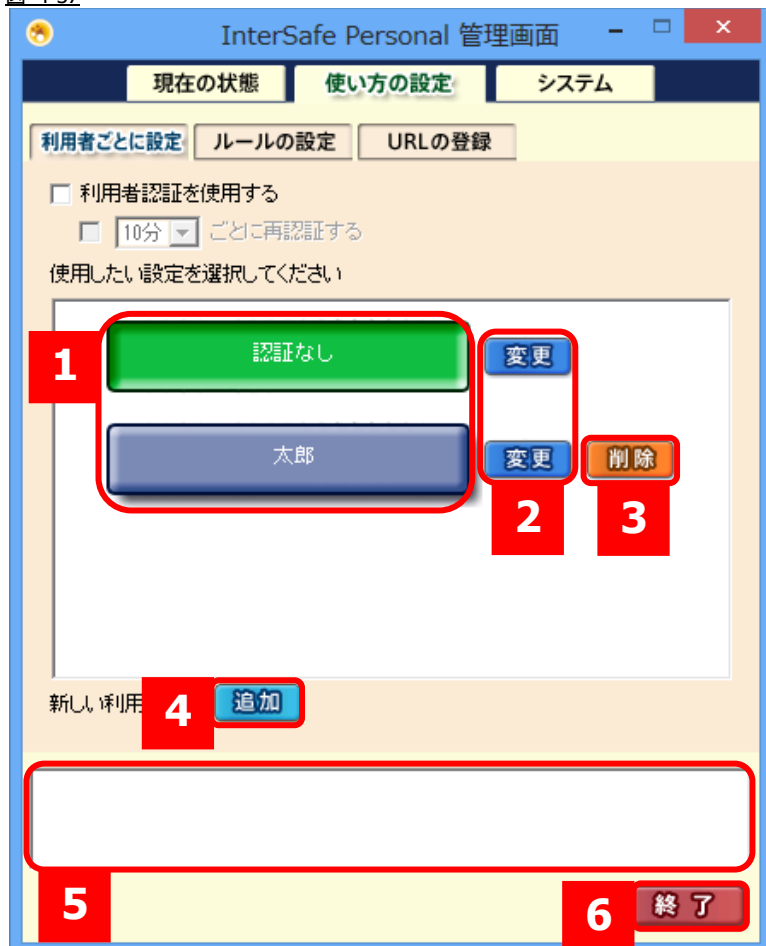 InterSafe Personal 管理画面
現在の状態 使い方の設定 システム
利用者ごとに設定 ルールの設定 URLの登録
利用者認証を使用する
10分 ごとに再認証する
使用したい設定を選択してください
1
認証なし
変更
太郎
変更
削除
2
3
新しい利用
4
追加
5
6
終了